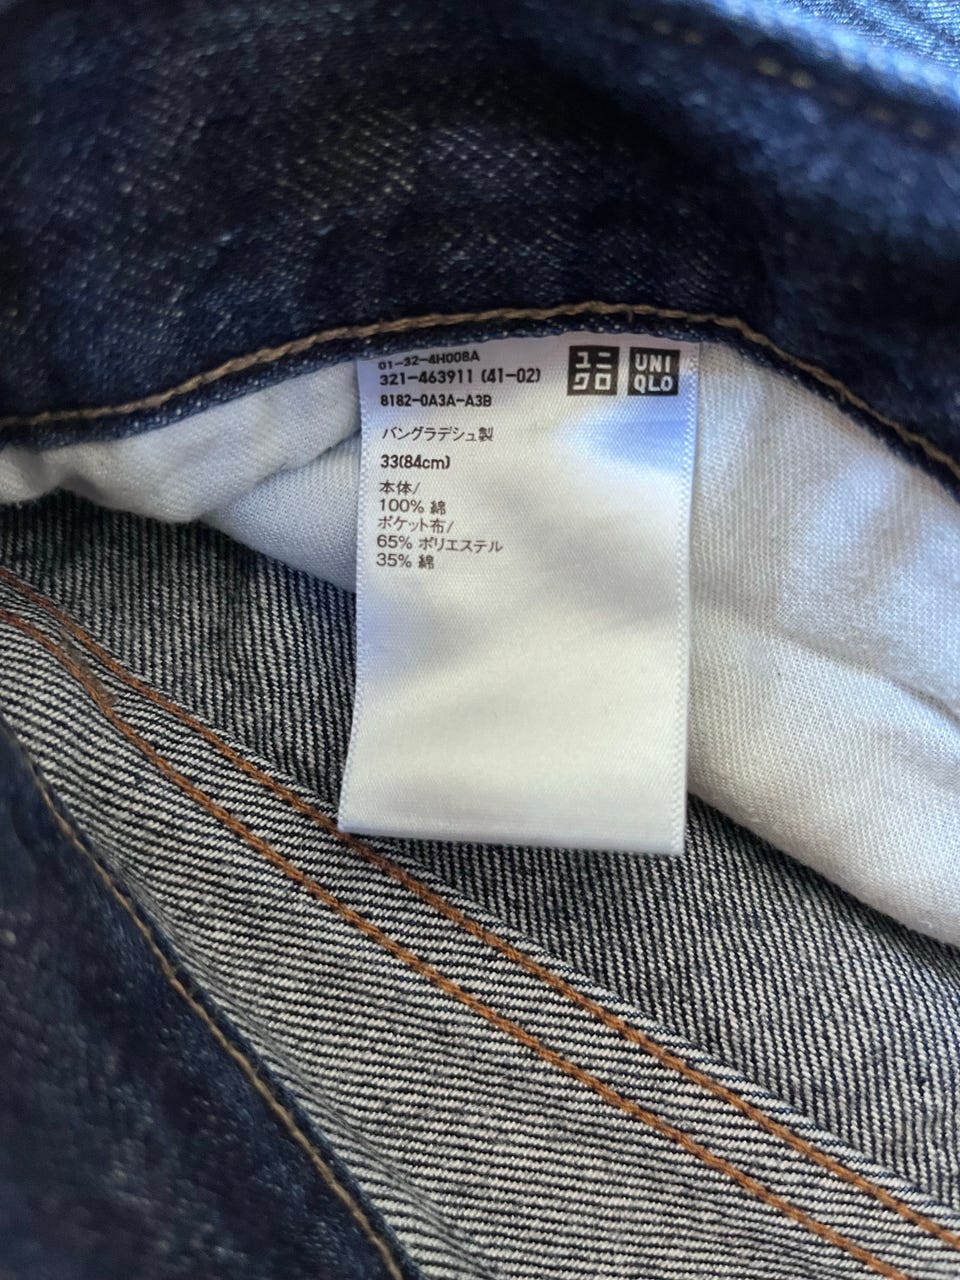 01-32-4H008A
321-463911 (41-02)
8182-0A3A-A3B
ユニクロ
UNIQLO
バングラデシュ製
33(84cm)
本体/
100% 綿
ポケット布/
65% ポリエステル
35% 綿